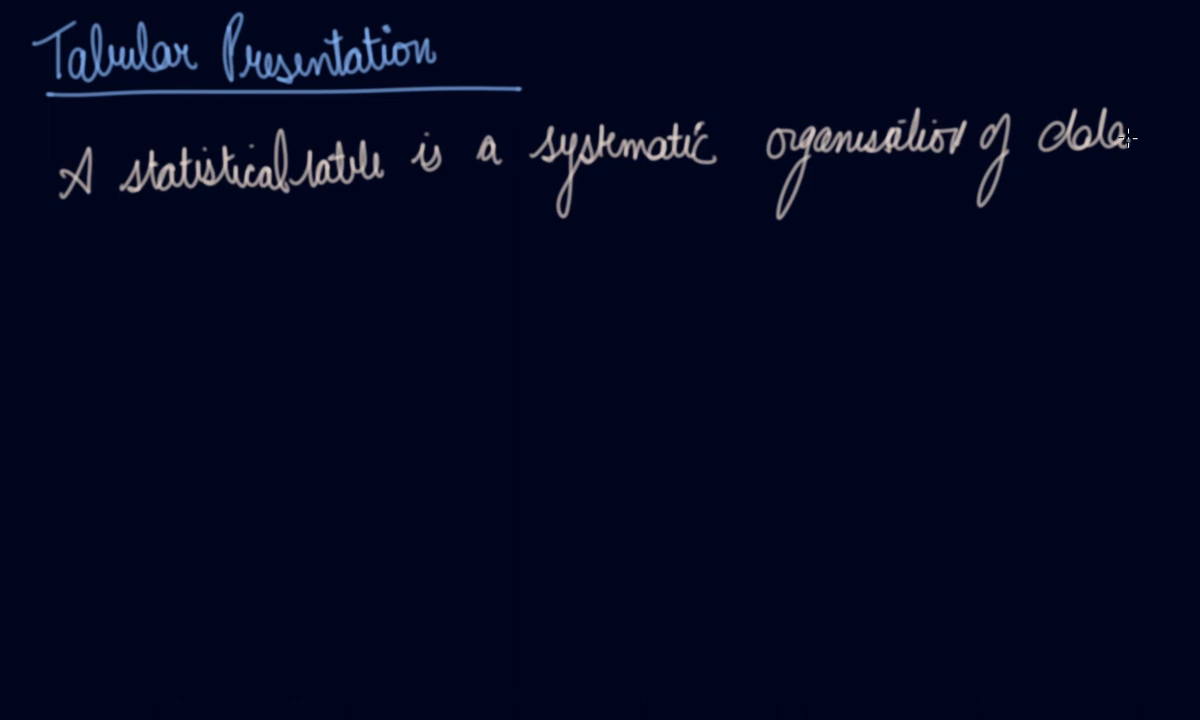 Tabular Presentation
A statistical table is a systematic organisation of data